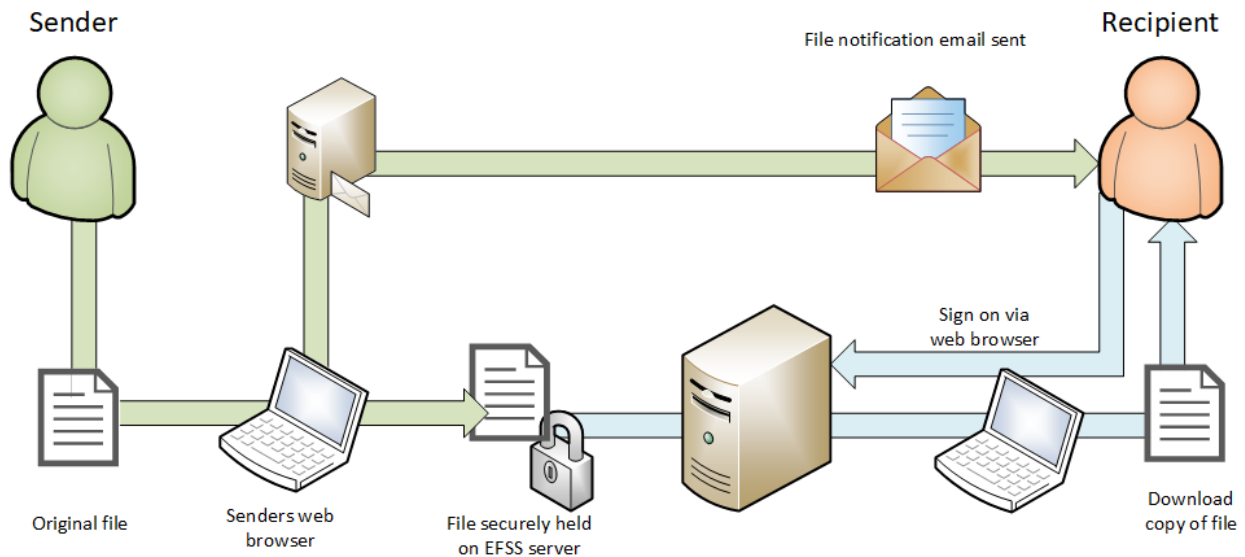 Sender
Recipient
File notification email sent
Sign on via
web browser
Original file
Senders web
browser
File securely held
on EFSS server
Download
copy of file